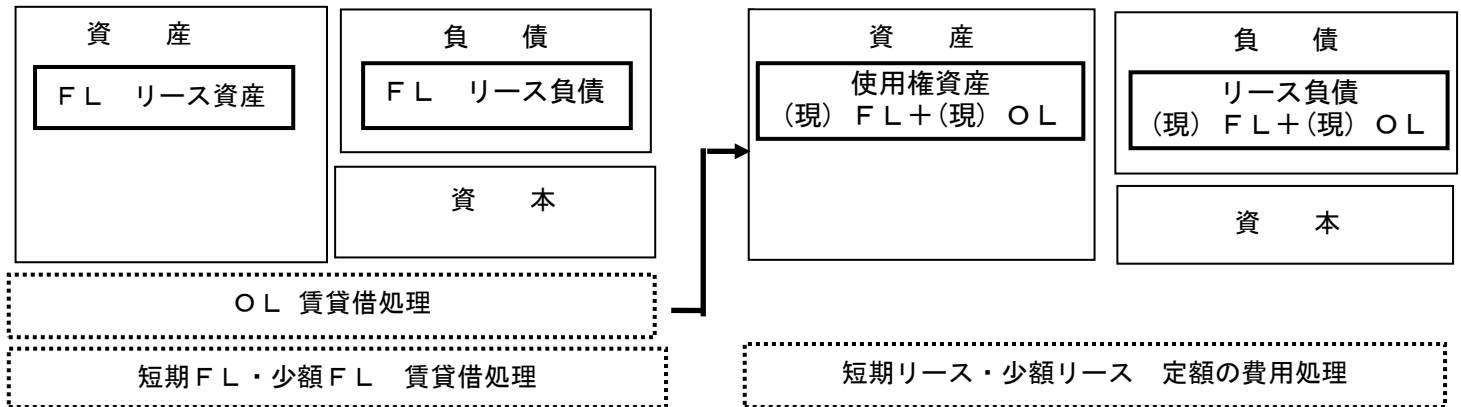 資　産
ＦＬ　リース資産
負　債
ＦＬ　リース負債
資　本
ＯＬ 賃貸借処理
短期ＦＬ・少額ＦＬ　賃貸借処理
資　産
使用権資産
（現）ＦＬ＋（現）ＯＬ
負　債
リース負債
（現）ＦＬ＋（現）ＯＬ
資　本
短期リース・少額リース　定額の費用処理